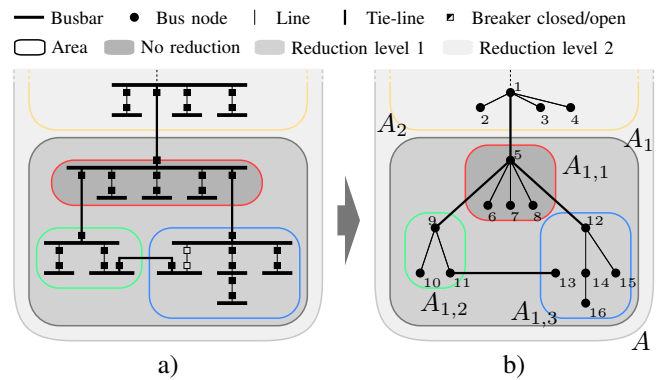 Busbar Bus node Line Tie-line Breaker closed/open
Area No reduction Reduction level 1 Reduction level 2
1
2 3 4
A2 A1
5
A1,1
6 7 8
9 12
10 11 13 14 15
A1,2 A1,3 16
A
a) b)